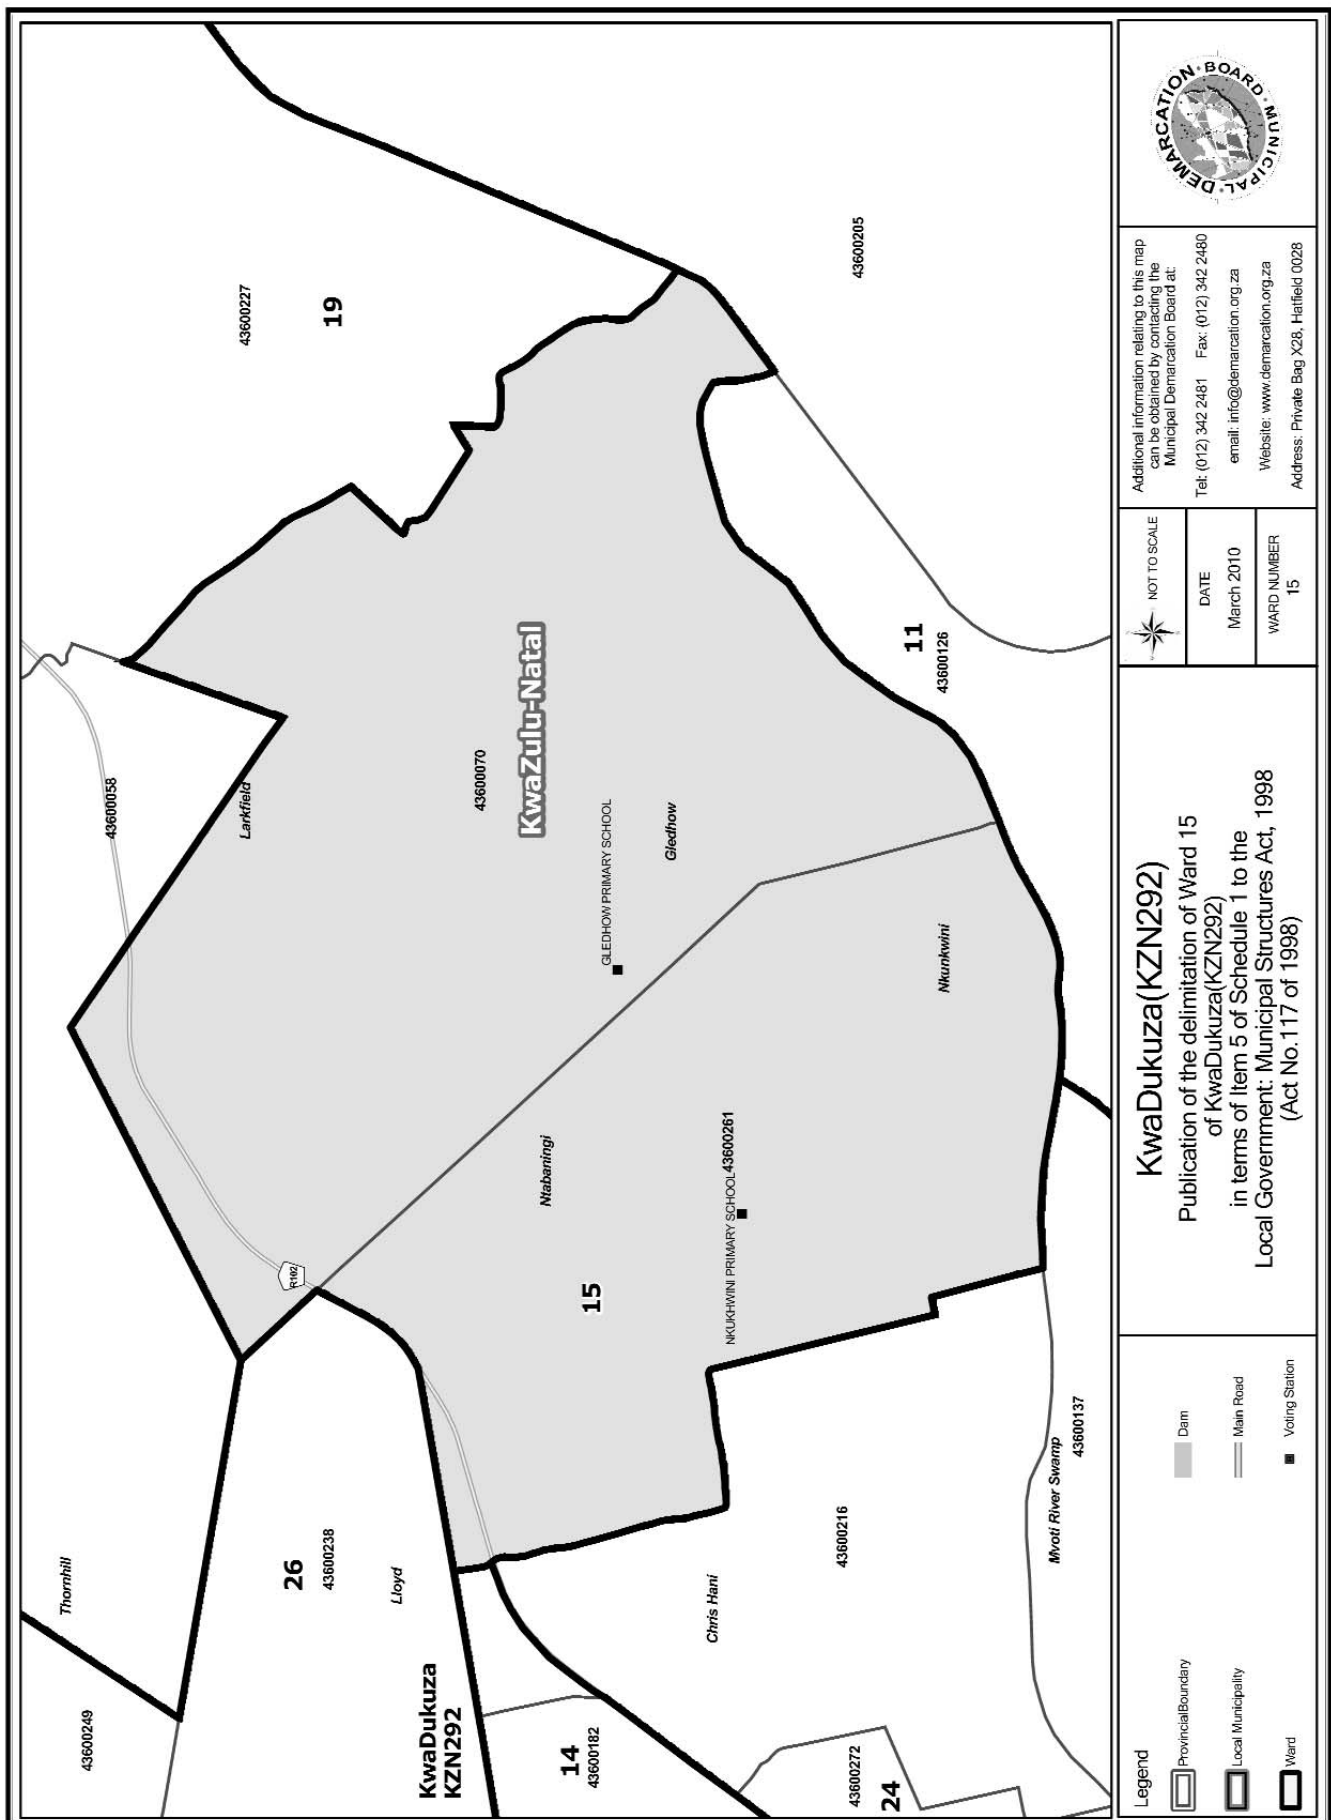 Thornhill
43600249
26
43600238
Lloyd
KwaDukuza
KZN292
14
43600182
Chris Hani
43600216
43600272
24
Mvoti River Swamp
43600137
R102
15
Ntabaningi
NKUKHWINI PRIMARY SCHOOL
43600261
Nkunkwini
43600058
Larkfield
43600070
KwaZulu-Natal
GLEDHOW PRIMARY SCHOOL
Gledhow
11
43600126
43600227
19
43600205
Legend
ProvincialBoundary
Local Municipality
Ward
Dam
Main Road
Voting Station
KwaDukuza(KZN292)
Publication of the delimitation of Ward 15
of KwaDukuza(KZN292)
in terms of Item 5 of Schedule 1 to the
Local Government: Municipal Structures Act, 1998
(Act No.117 of 1998)
NOT TO SCALE
DATE
March 2010
WARD NUMBER
15
Additional information relating to this map
can be obtained by contacting the
Municipal Demarcation Board at:
Tel: (012) 342 2481 Fax: (012) 342 2480
email: info@demarcation.org.za
Website: www.demarcation.org.za
Address: Private Bag X28, Hatfield 0028
MUNICIPAL · DEMARCATION · BOARD